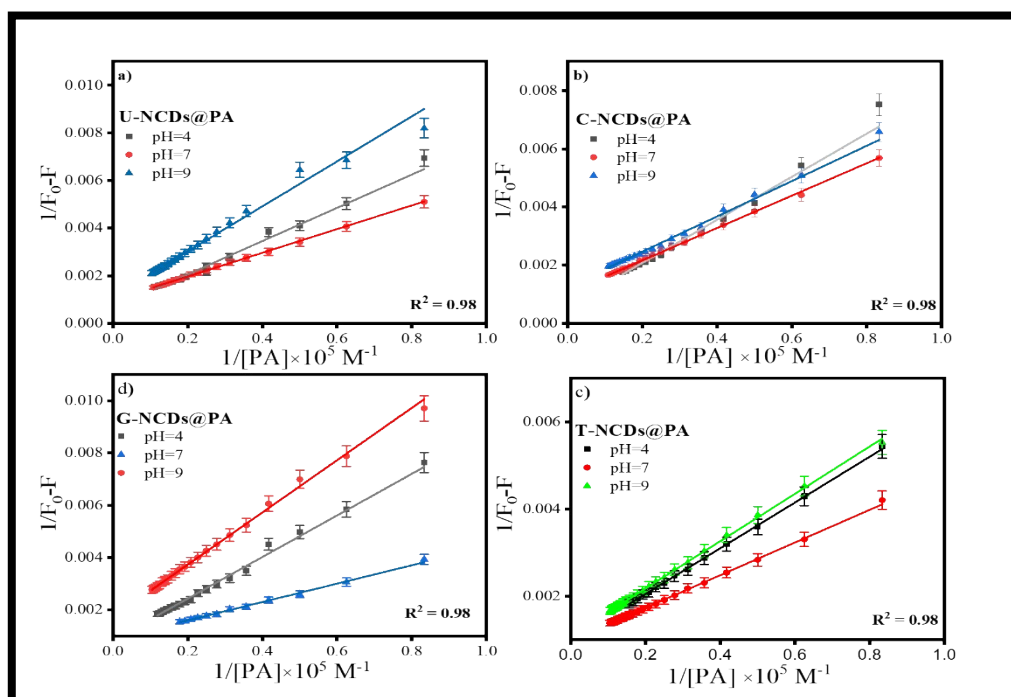 a)
U-NCDs@PA
pH=4
pH=7
pH=9
R² = 0.98
1/F₀-F
0.010
0.008
0.006
0.004
0.002
0.000
0.0 0.2 0.4 0.6 0.8 1.0
1/[PA]×10⁵ M⁻¹
b)
C-NCDs@PA
pH=4
pH=7
pH=9
R² = 0.98
1/F₀-F
0.008
0.006
0.004
0.002
0.000
0.0 0.2 0.4 0.6 0.8 1.0
1/[PA]×10⁵ M⁻¹
d)
G-NCDs@PA
pH=4
pH=7
pH=9
R² = 0.98
1/F₀-F
0.010
0.008
0.006
0.004
0.002
0.0 0.2 0.4 0.6 0.8 1.0
1/[PA]×10⁵ M⁻¹
c)
T-NCDs@PA
pH=4
pH=7
pH=9
R² = 0.98
1/F₀-F
0.006
0.004
0.002
0.0 0.2 0.4 0.6 0.8 1.0
1/[PA]×10⁵ M⁻¹